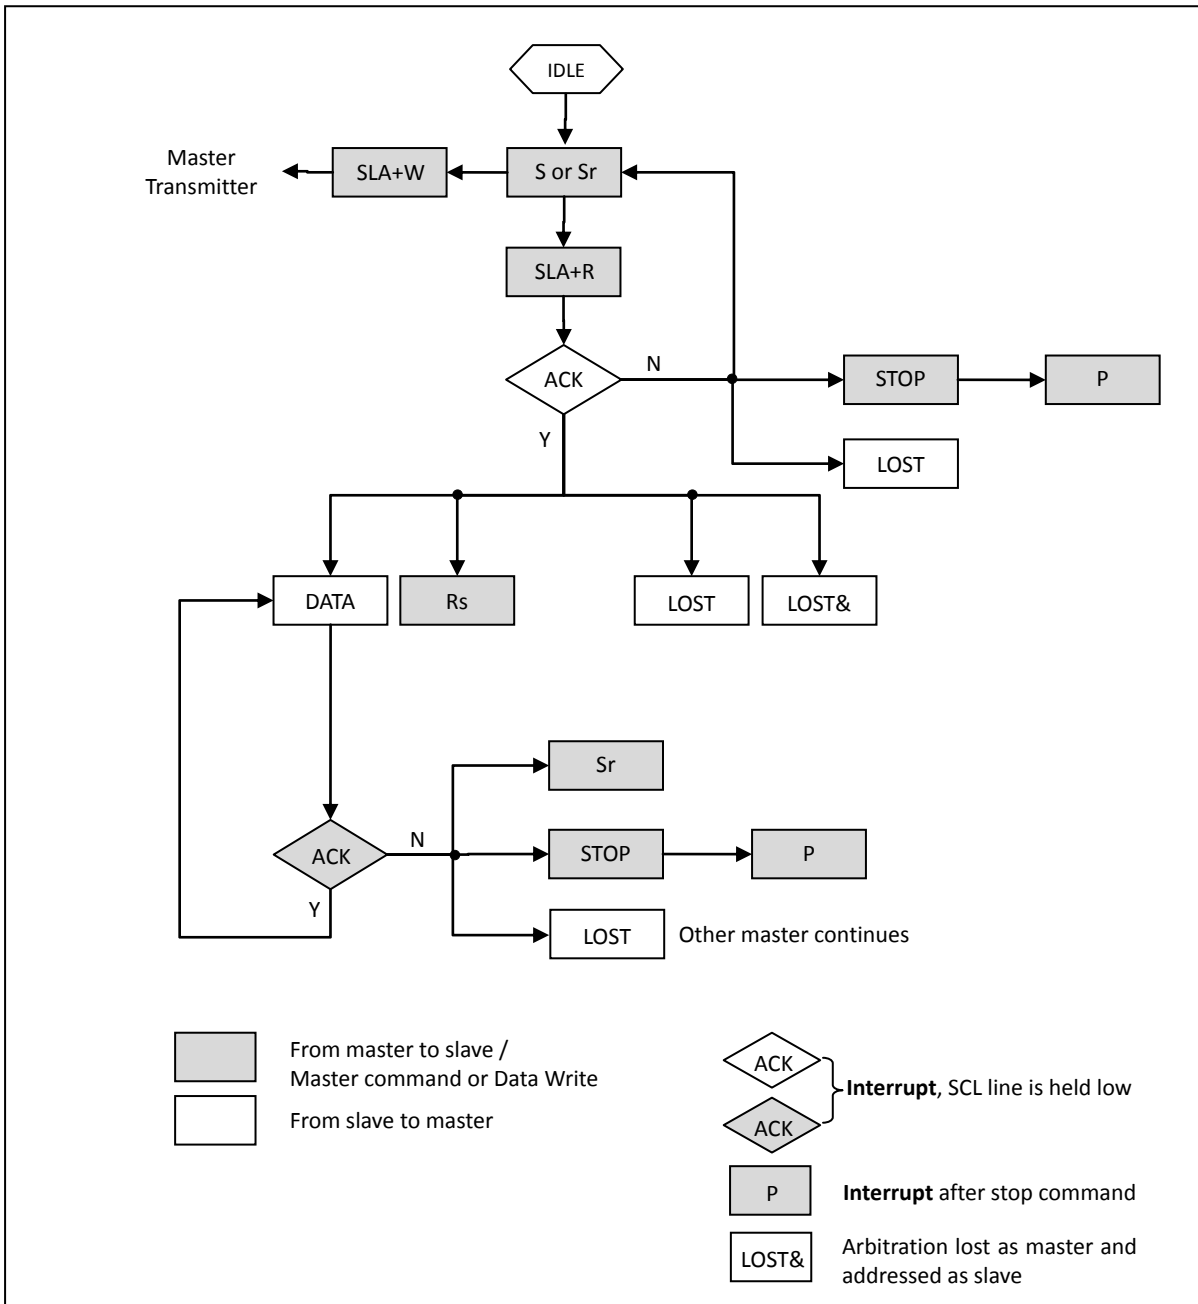 IDLE
Master
Transmitter
SLA+W
S or Sr
SLA+R
ACK
N
STOP
P
Y
LOST
DATA
Rs
LOST
LOST&
Sr
ACK
N
STOP
P
Y
LOST
Other master continues
From master to slave /
Master command or Data Write
From slave to master
ACK
Interrupt, SCL line is held low
ACK
P
Interrupt after stop command
LOST&
Arbitration lost as master and
addressed as slave